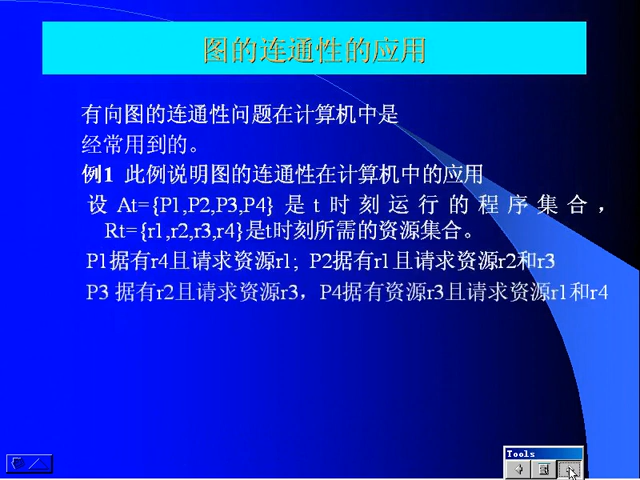 图的连通性的应用
有向图的连通性问题在计算机中是
经常用到的。
例1 此例说明图的连通性在计算机中的应用
设 At={P1,P2,P3,P4} 是 t 时 刻 运 行 的 程 序 集 合 ，
Rt={r1,r2,r3,r4}是t时刻所需的资源集合。
P1据有r4且请求资源r1; P2据有r1且请求资源r2和r3
P3 据有r2且请求资源r3，P4据有资源r3且请求资源r1和r4
Tools